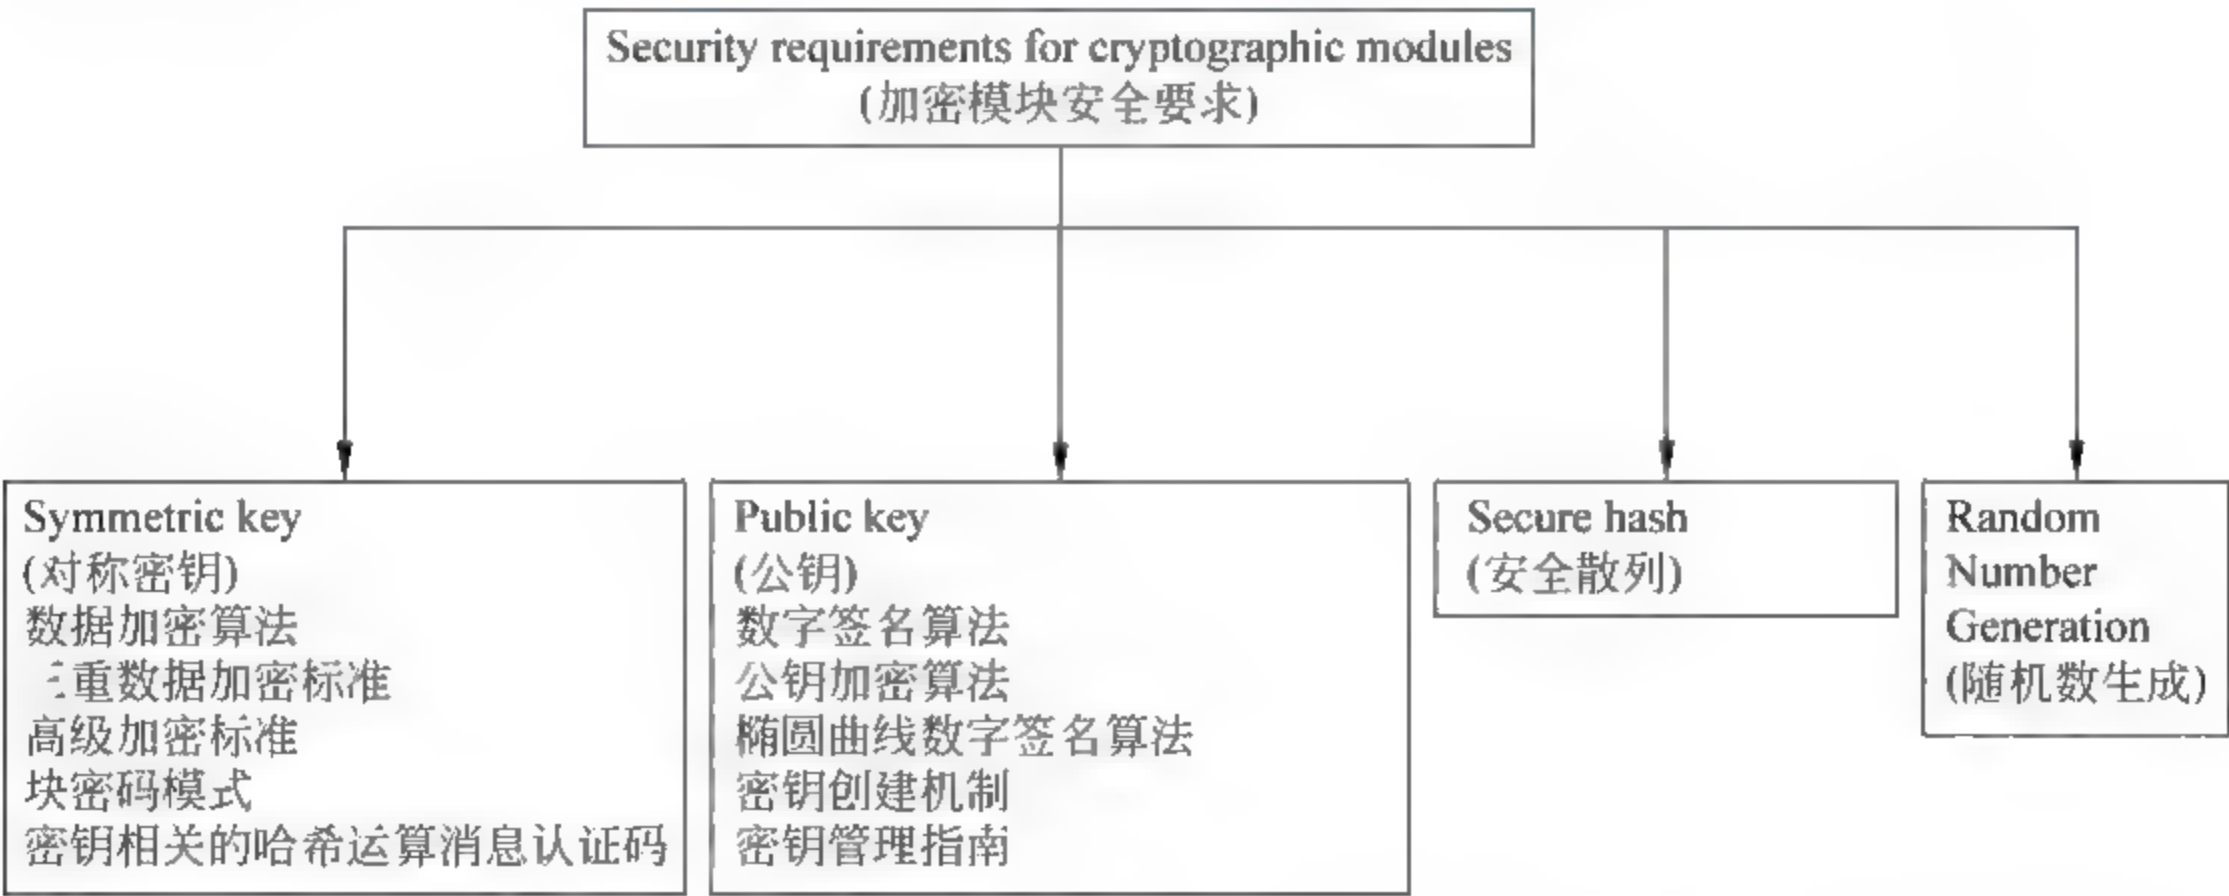 Security requirements for cryptographic modules
(加密模块安全要求)
Symmetric key
(对称密钥)
数据加密算法
三重数据加密标准
高级加密标准
块密码模式
密钥相关的哈希运算消息认证码
Public key
(公钥)
数字签名算法
公钥加密算法
椭圆曲线数字签名算法
密钥创建机制
密钥管理指南
Secure hash
(安全散列)
Random
Number
Generation
(随机数生成)